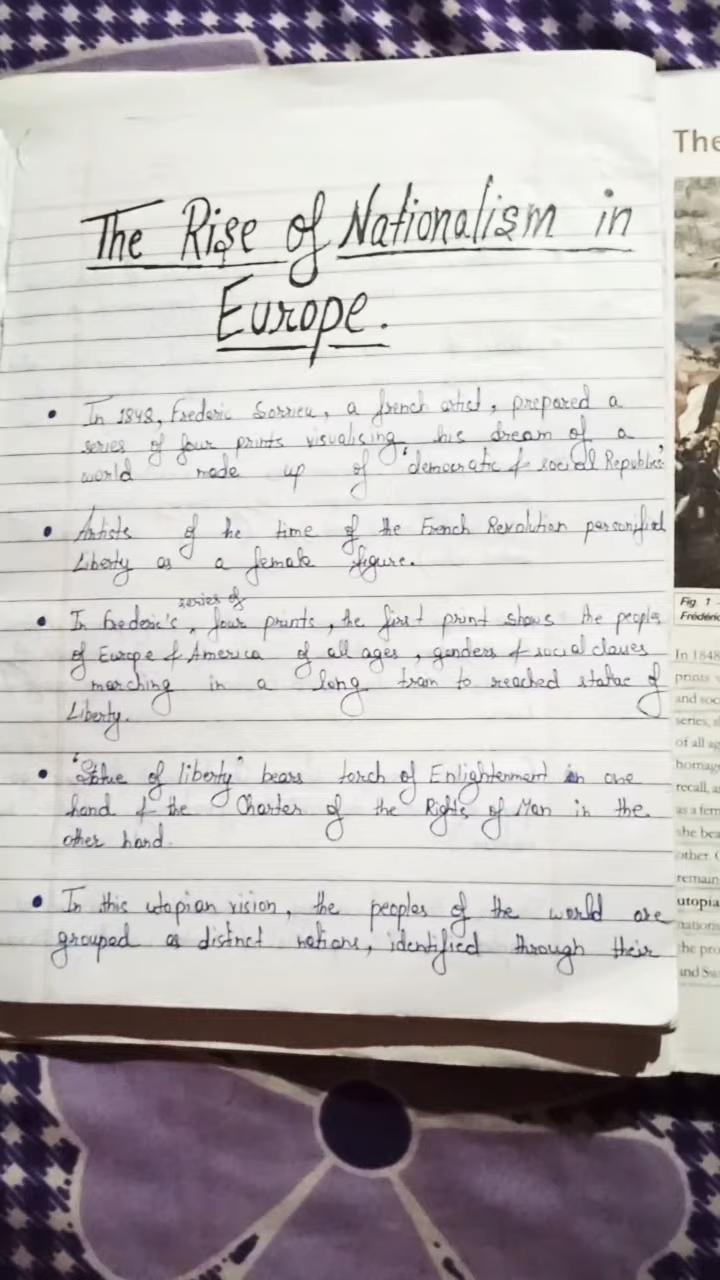 The Rise of Nationalism in
Europe.
In 1848, Frederic Sorrieu, a french artist, prepared a
series of four prints visualising his dream of a
world made up of 'democratic & social Republics'
Artists of he time of the French Revolution personified
Liberty as a female figure.
series of
In Frederic's, four prints, the first print shows the peoples
of Europe & America of all ages, genders & social classes
marching in a long train to reached statue of
Liberty.
"Statue of liberty" bears torch of Enlightenment in one
hand & the Charter of the Rights of Man in the
other hand.
In this utopian vision, the peoples of the world are
grouped as distinct nations, identified through their
The
Fig. 1
Frédéric
In 1848
prints
and soc
series,
of all ag
homag
recall, a
as a fem
she bea
other.
remain
utopia
nations
the pro
and Sw